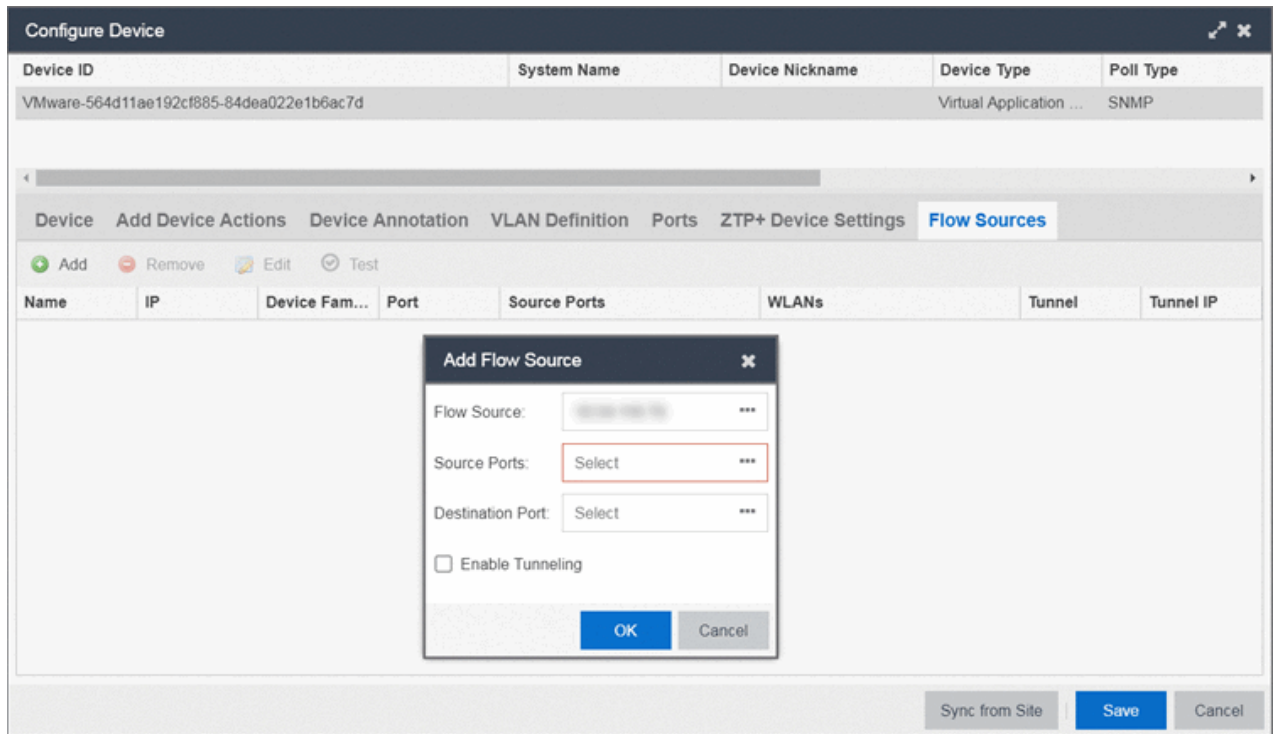 Configure Device
Device ID System Name Device Nickname Device Type Poll Type
VMware-564d11ae192cf885-84dea022e1b6ac7d Virtual Application ... SNMP
Device Add Device Actions Device Annotation VLAN Definition Ports ZTP+ Device Settings Flow Sources
Add Remove Edit Test
Name IP Device Fam... Port Source Ports WLANs Tunnel Tunnel IP
Add Flow Source
Flow Source:
Source Ports: Select
Destination Port: Select
Enable Tunneling
OK Cancel
Sync from Site Save Cancel